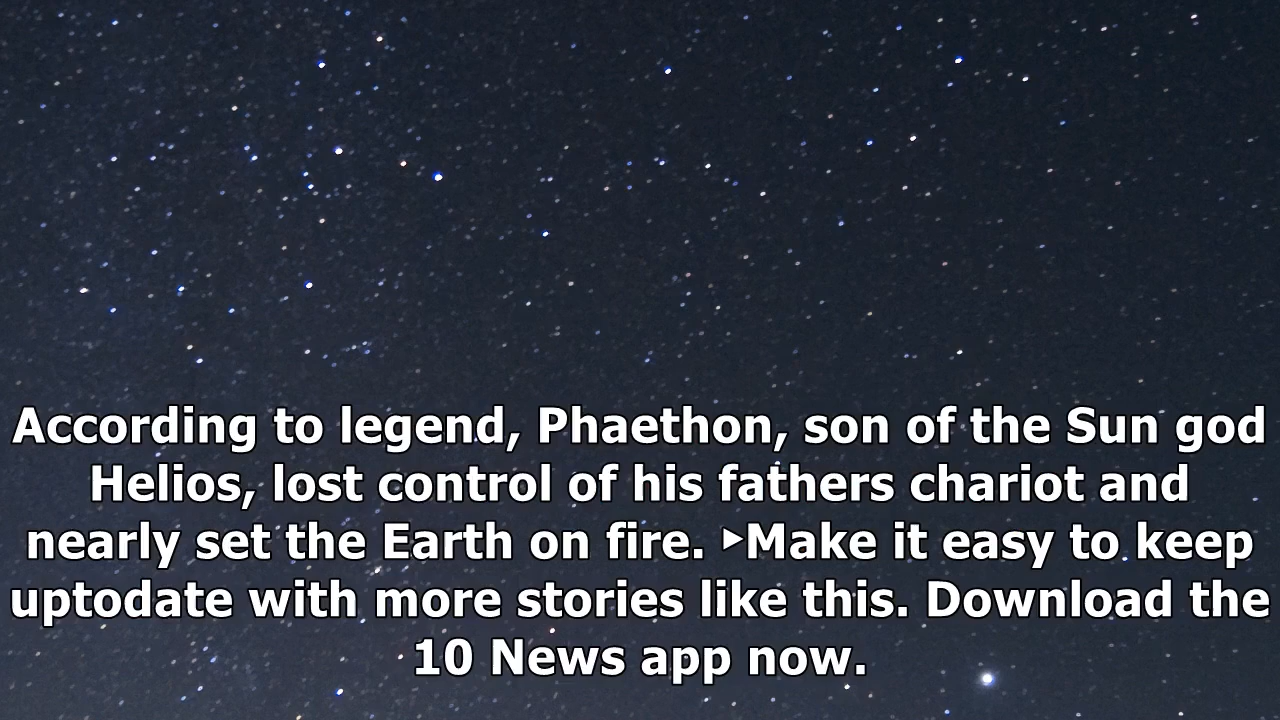 According to legend, Phaethon, son of the Sun god
Helios, lost control of his fathers chariot and
nearly set the Earth on fire. ▸Make it easy to keep
uptodate with more stories like this. Download the
10 News app now.